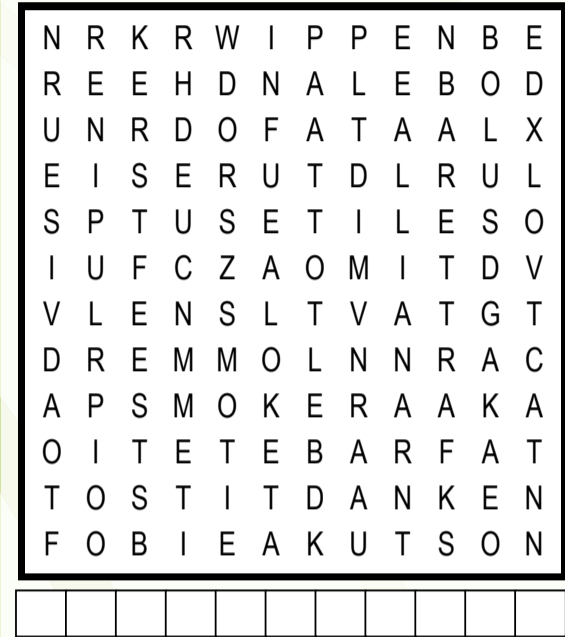 N R K R W I P P E N B E
R E E H D N A L E B O D
U N R D O F A T A A L X
E I S E R U T D L R U L
S P T U S E T I L E S O
I U F C Z A O M I T D V
V L E N S L T V A T G T
D R E M M O L N N R A C
A P S M O K E R A A K A
O I T E T E B A R F A T
T O S T I T D A N K E N
F O B I E A K U T S O N